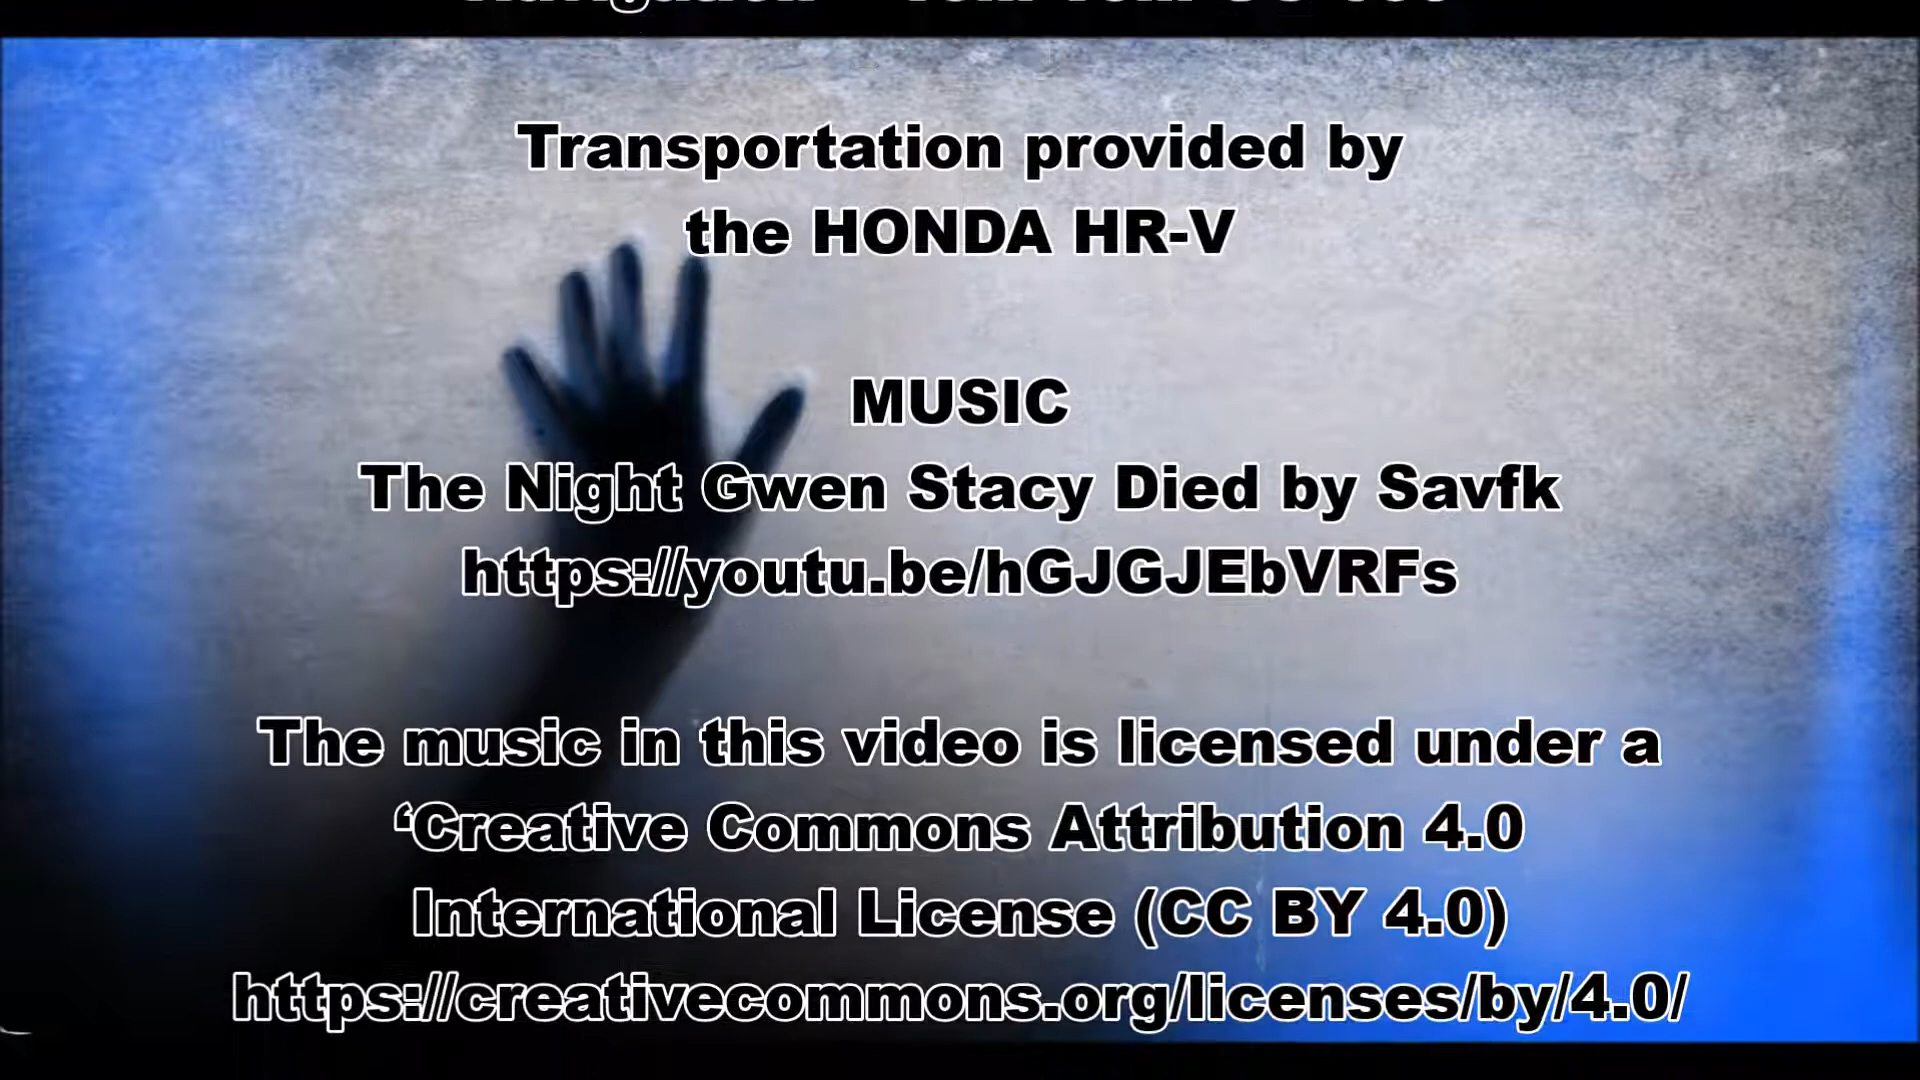 Transportation provided by
the HONDA HR-V
MUSIC
The Night Gwen Stacy Died by Savfk
https://youtu.be/hGJGJEbVRFs
The music in this video is licensed under a
‘Creative Commons Attribution 4.0
International License (CC BY 4.0)
https://creativecommons.org/licenses/by/4.0/